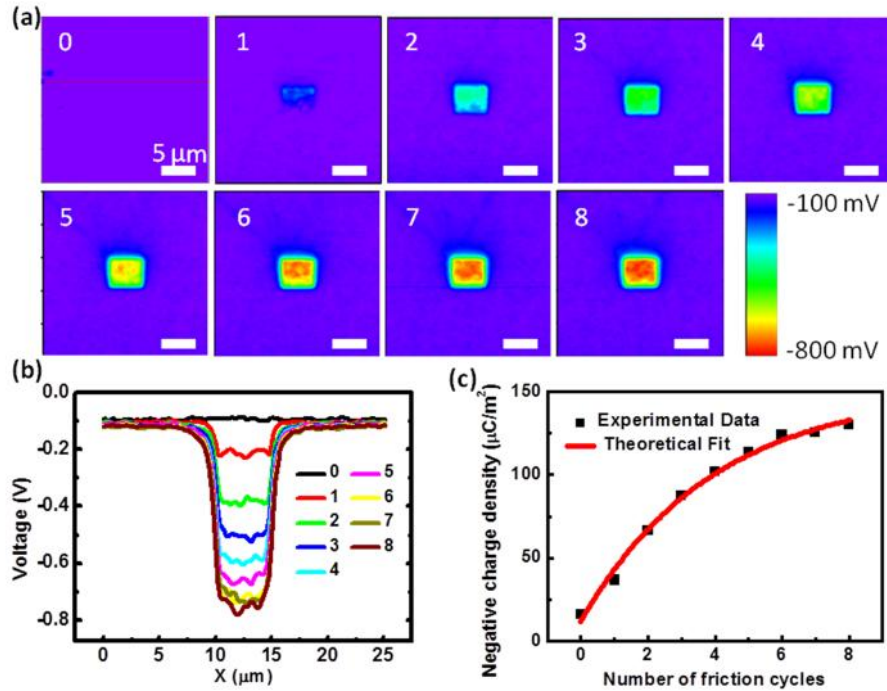 (a)
0
1
2
3
4
5 μm
5
6
7
8
-100 mV
-800 mV
(b)
0.0
-0.2
-0.4
-0.6
-0.8
Voltage (V)
0 5
1 6
2 7
3 8
4
0 5 10 15 20 25
X (μm)
(c)
150
100
50
0
Negative charge density (μC/m²)
Experimental Data
Theoretical Fit
0 2 4 6 8
Number of friction cycles